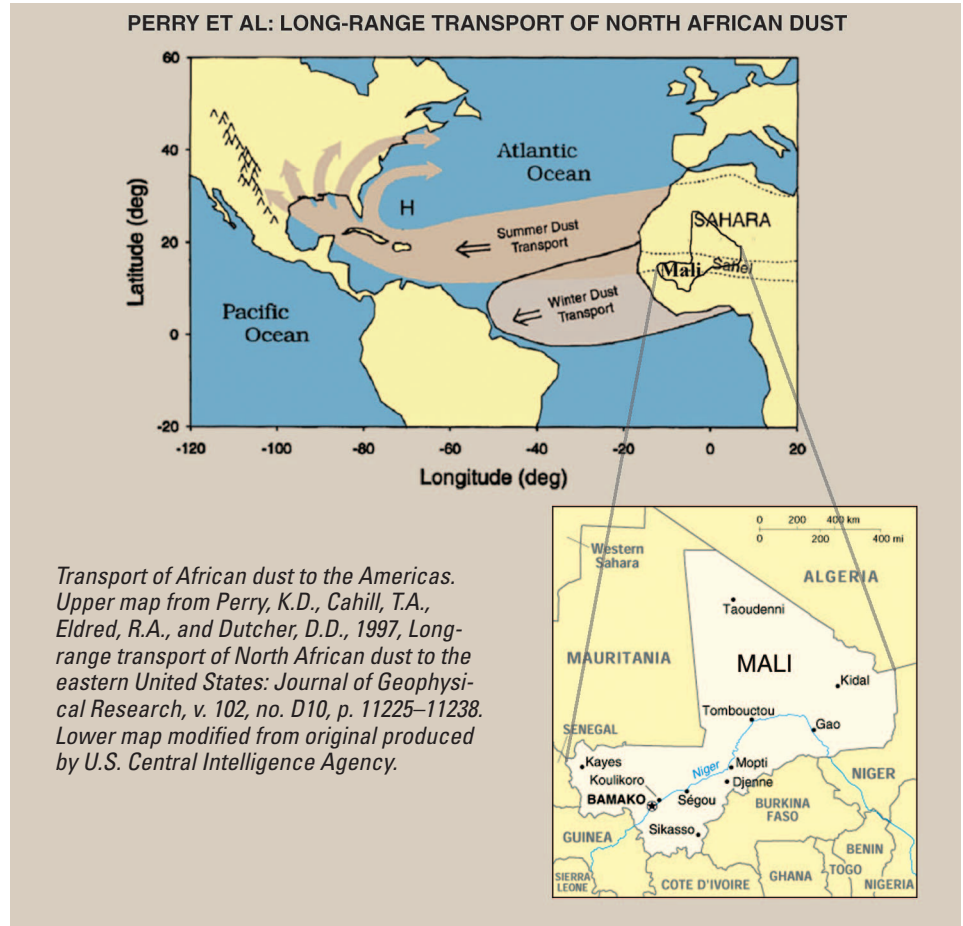 PERRY ET AL: LONG-RANGE TRANSPORT OF NORTH AFRICAN DUST
60
40
20
0
-20
Latitude (deg)
-120
-100
-80
-60
-40
-20
0
20
Longitude (deg)
Atlantic
Ocean
H
Summer Dust
Transport
SAHARA
Mali
Sahel
Winter Dust
Transport
Pacific
Ocean
Transport of African dust to the Americas.
Upper map from Perry, K.D., Cahill, T.A.,
Eldred, R.A., and Dutcher, D.D., 1997, Long-
range transport of North African dust to the
eastern United States: Journal of Geophysi-
cal Research, v. 102, no. D10, p. 11225–11238.
Lower map modified from original produced
by U.S. Central Intelligence Agency.
0 200 400 km
0 200 400 mi
Western
Sahara
ALGERIA
Taoudenni
MAURITANIA
MALI
Kidal
Tombouctou
Gao
SENEGAL
Kayes
Niger
Mopti
NIGER
Koulikoro
Djenne
BAMAKO
Ségou
BURKINA
FASO
Sikasso
GUINEA
BENIN
TOGO
SIERRA
LEONE
COTE D'IVOIRE
GHANA
NIGERIA